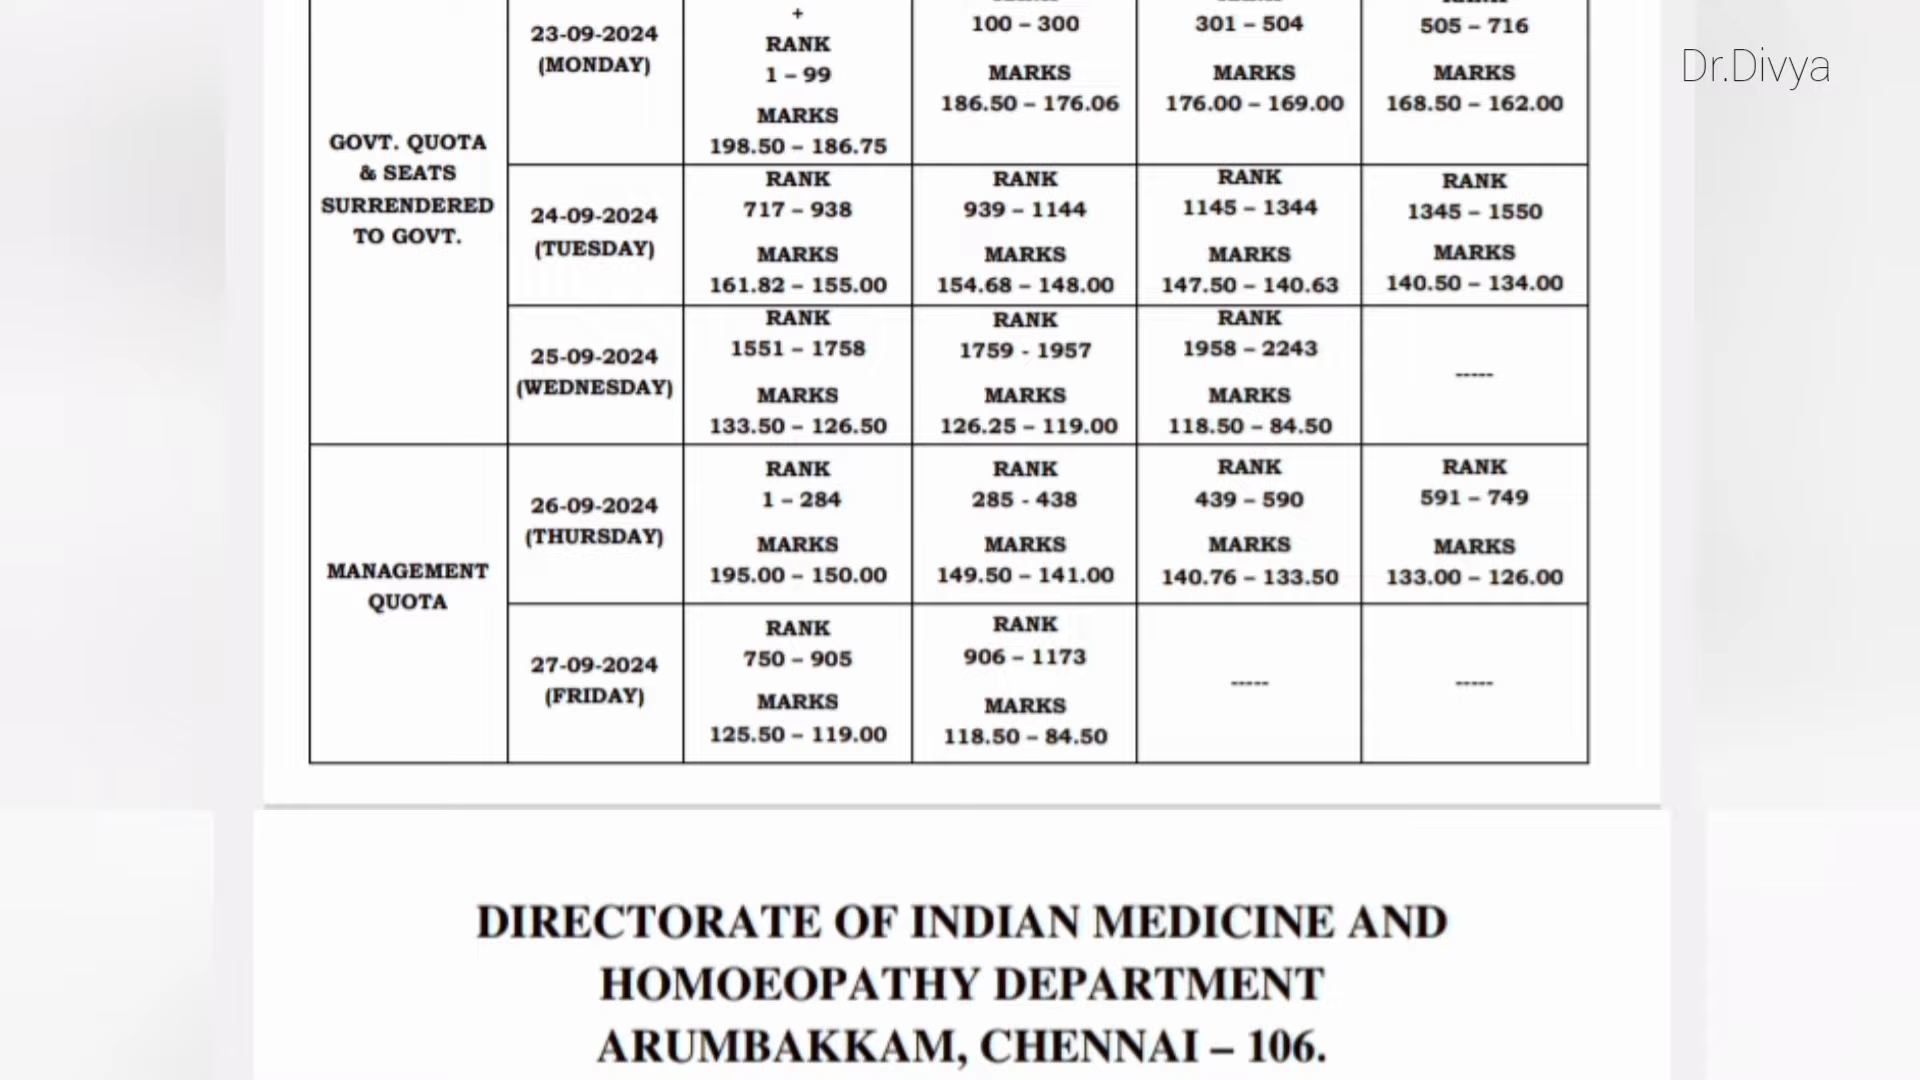 Dr.Divya
GOVT. QUOTA
& SEATS
SURRENDERED
TO GOVT.
23-09-2024
(MONDAY)
+
RANK
1 – 99
MARKS
198.50 – 186.75
100 – 300
MARKS
186.50 – 176.06
301 – 504
MARKS
176.00 – 169.00
505 – 716
MARKS
168.50 – 162.00
24-09-2024
(TUESDAY)
RANK
717 – 938
MARKS
161.82 – 155.00
RANK
939 – 1144
MARKS
154.68 – 148.00
RANK
1145 – 1344
MARKS
147.50 – 140.63
RANK
1345 – 1550
MARKS
140.50 – 134.00
25-09-2024
(WEDNESDAY)
RANK
1551 – 1758
MARKS
133.50 – 126.50
RANK
1759 - 1957
MARKS
126.25 – 119.00
RANK
1958 – 2243
MARKS
118.50 – 84.50
-----
MANAGEMENT
QUOTA
26-09-2024
(THURSDAY)
RANK
1 – 284
MARKS
195.00 – 150.00
RANK
285 - 438
MARKS
149.50 – 141.00
RANK
439 – 590
MARKS
140.76 – 133.50
RANK
591 – 749
MARKS
133.00 – 126.00
27-09-2024
(FRIDAY)
RANK
750 – 905
MARKS
125.50 – 119.00
RANK
906 – 1173
MARKS
118.50 – 84.50
-----
-----
DIRECTORATE OF INDIAN MEDICINE AND
HOMOEOPATHY DEPARTMENT
ARUMBAKKAM, CHENNAI – 106.